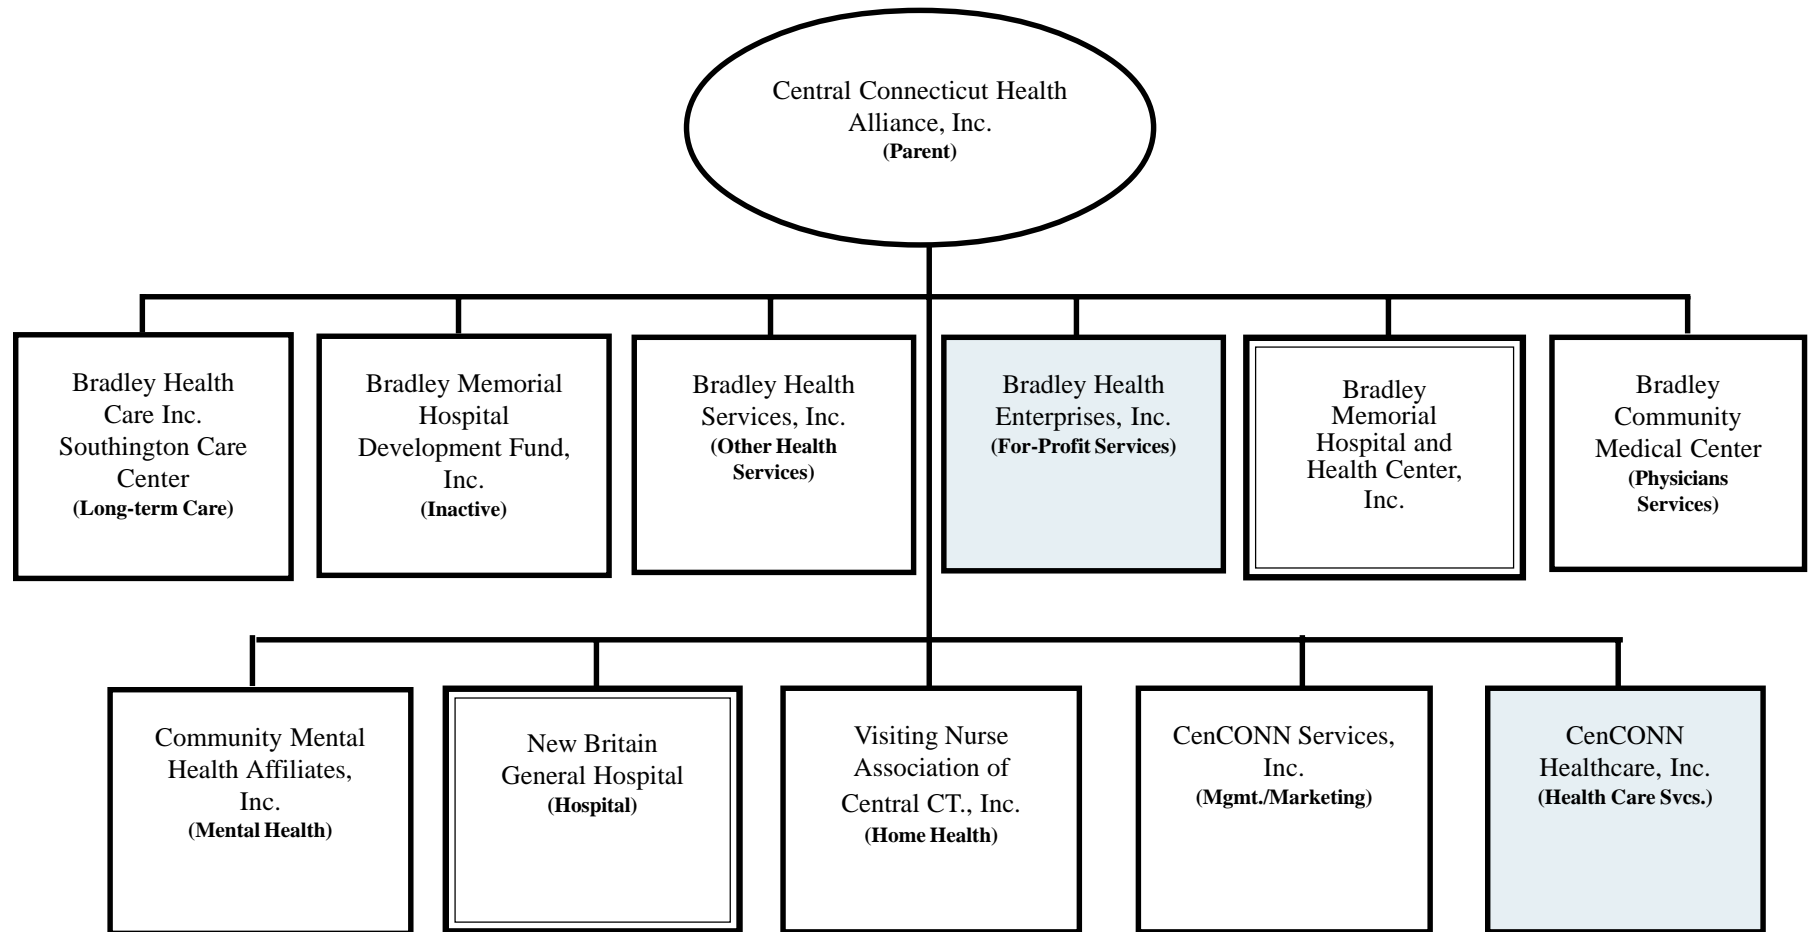 Central Connecticut Health
Alliance, Inc.
(Parent)
Bradley Health
Care Inc.
Southington Care
Center
(Long-term Care)
Bradley Memorial
Hospital
Development Fund,
Inc.
(Inactive)
Bradley Health
Services, Inc.
(Other Health
Services)
Bradley Health
Enterprises, Inc.
(For-Profit Services)
Bradley
Memorial
Hospital and
Health Center,
Inc.
Bradley
Community
Medical Center
(Physicians
Services)
Community Mental
Health Affiliates,
Inc.
(Mental Health)
New Britain
General Hospital
(Hospital)
Visiting Nurse
Association of
Central CT., Inc.
(Home Health)
CenCONN Services,
Inc.
(Mgmt./Marketing)
CenCONN
Healthcare, Inc.
(Health Care Svcs.)